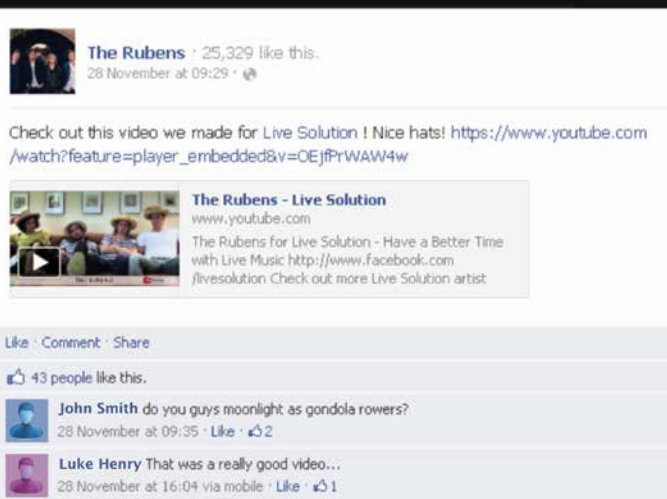 The Rubens · 25,329 like this.
28 November at 09:29 ·
Check out this video we made for Live Solution ! Nice hats! https://www.youtube.com
/watch?feature=player_embedded&v=OEjfPrWAW4w
The Rubens - Live Solution
www.youtube.com
The Rubens for Live Solution - Have a Better Time
with Live Music http://www.facebook.com
/livesolution Check out more Live Solution artist
Like · Comment · Share
43 people like this.
John Smith do you guys moonlight as gondola rowers?
28 November at 09:35 · Like · 2
Luke Henry That was a really good video...
28 November at 16:04 via mobile · Like · 1